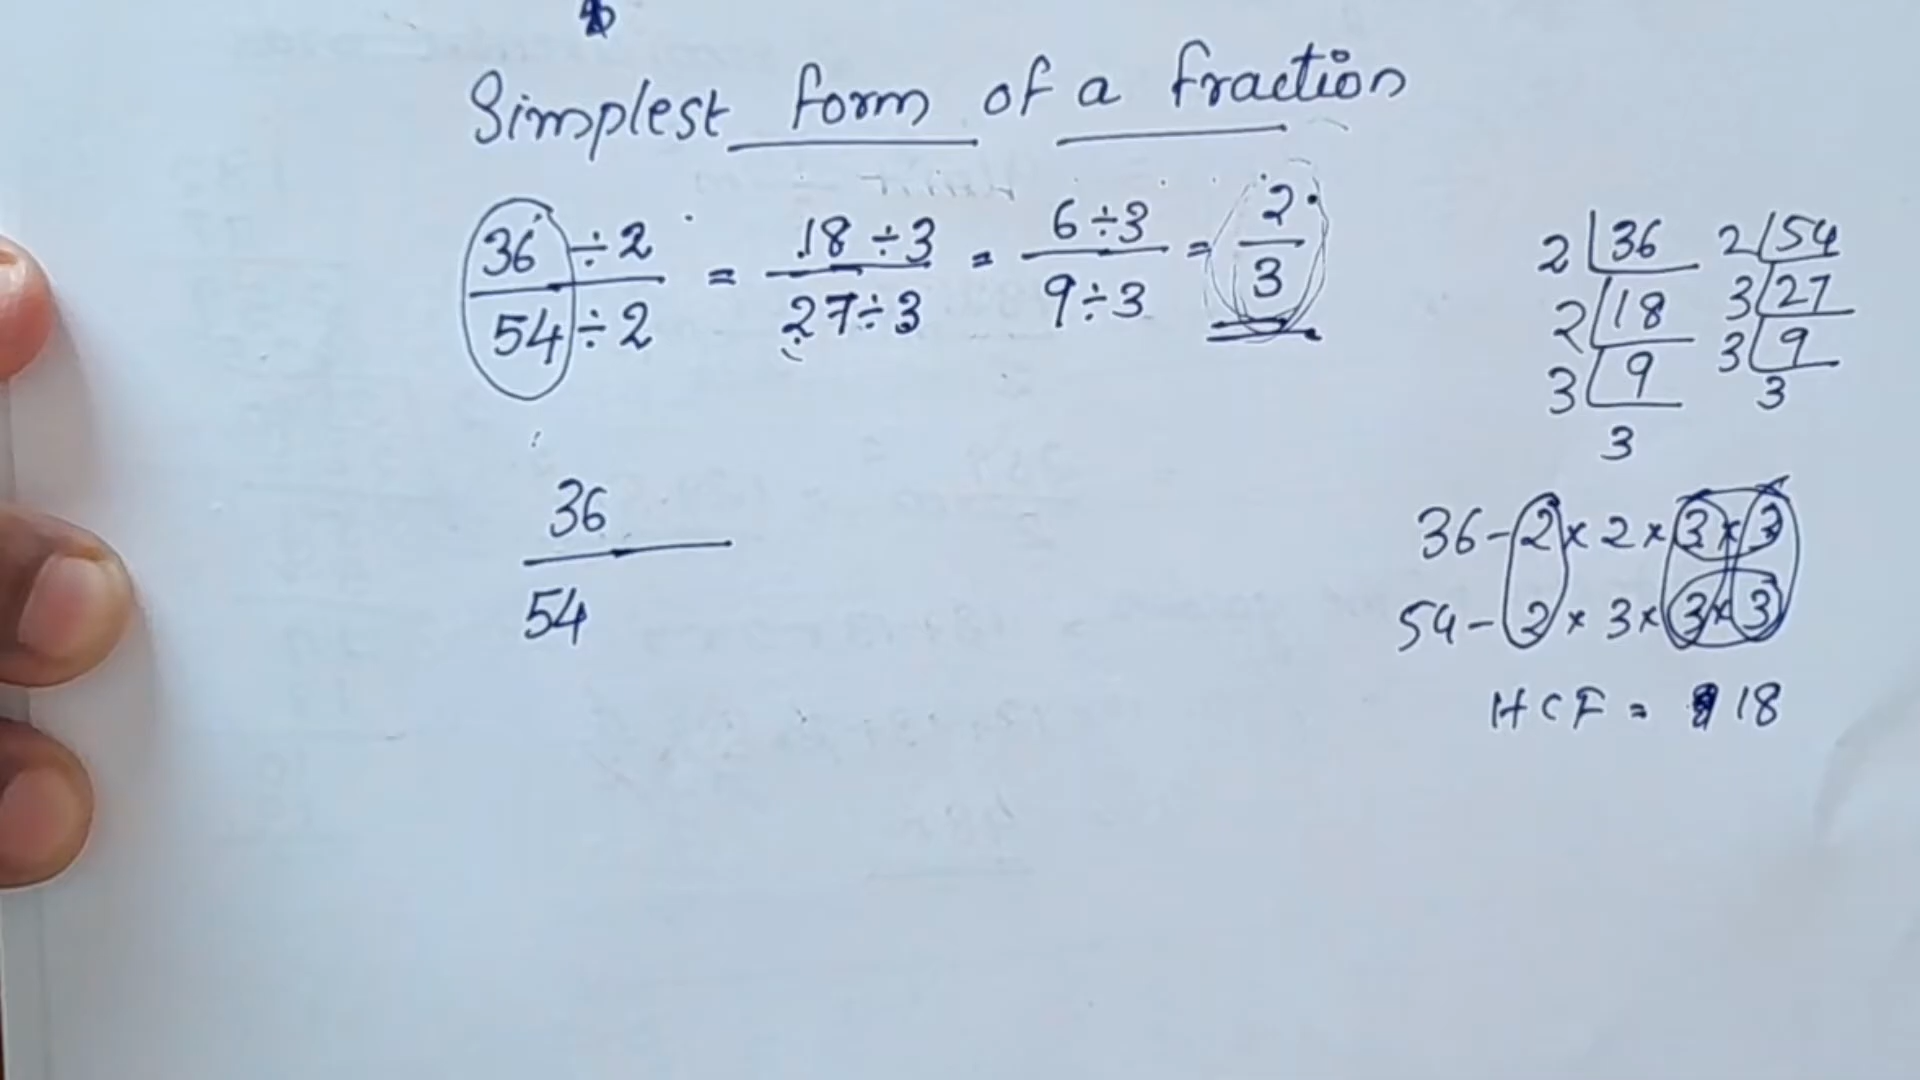 Simplest form of a fraction
36 ÷ 2 / 54 ÷ 2 = 18 ÷ 3 / 27 ÷ 3 = 6 ÷ 3 / 9 ÷ 3 = 2 / 3
36
54
2 | 36
2 | 18
3 | 9
3
2 | 54
3 | 27
3 | 9
3
36 - 2 × 2 × 3 × 3
54 - 2 × 3 × 3 × 3
HCF = 18